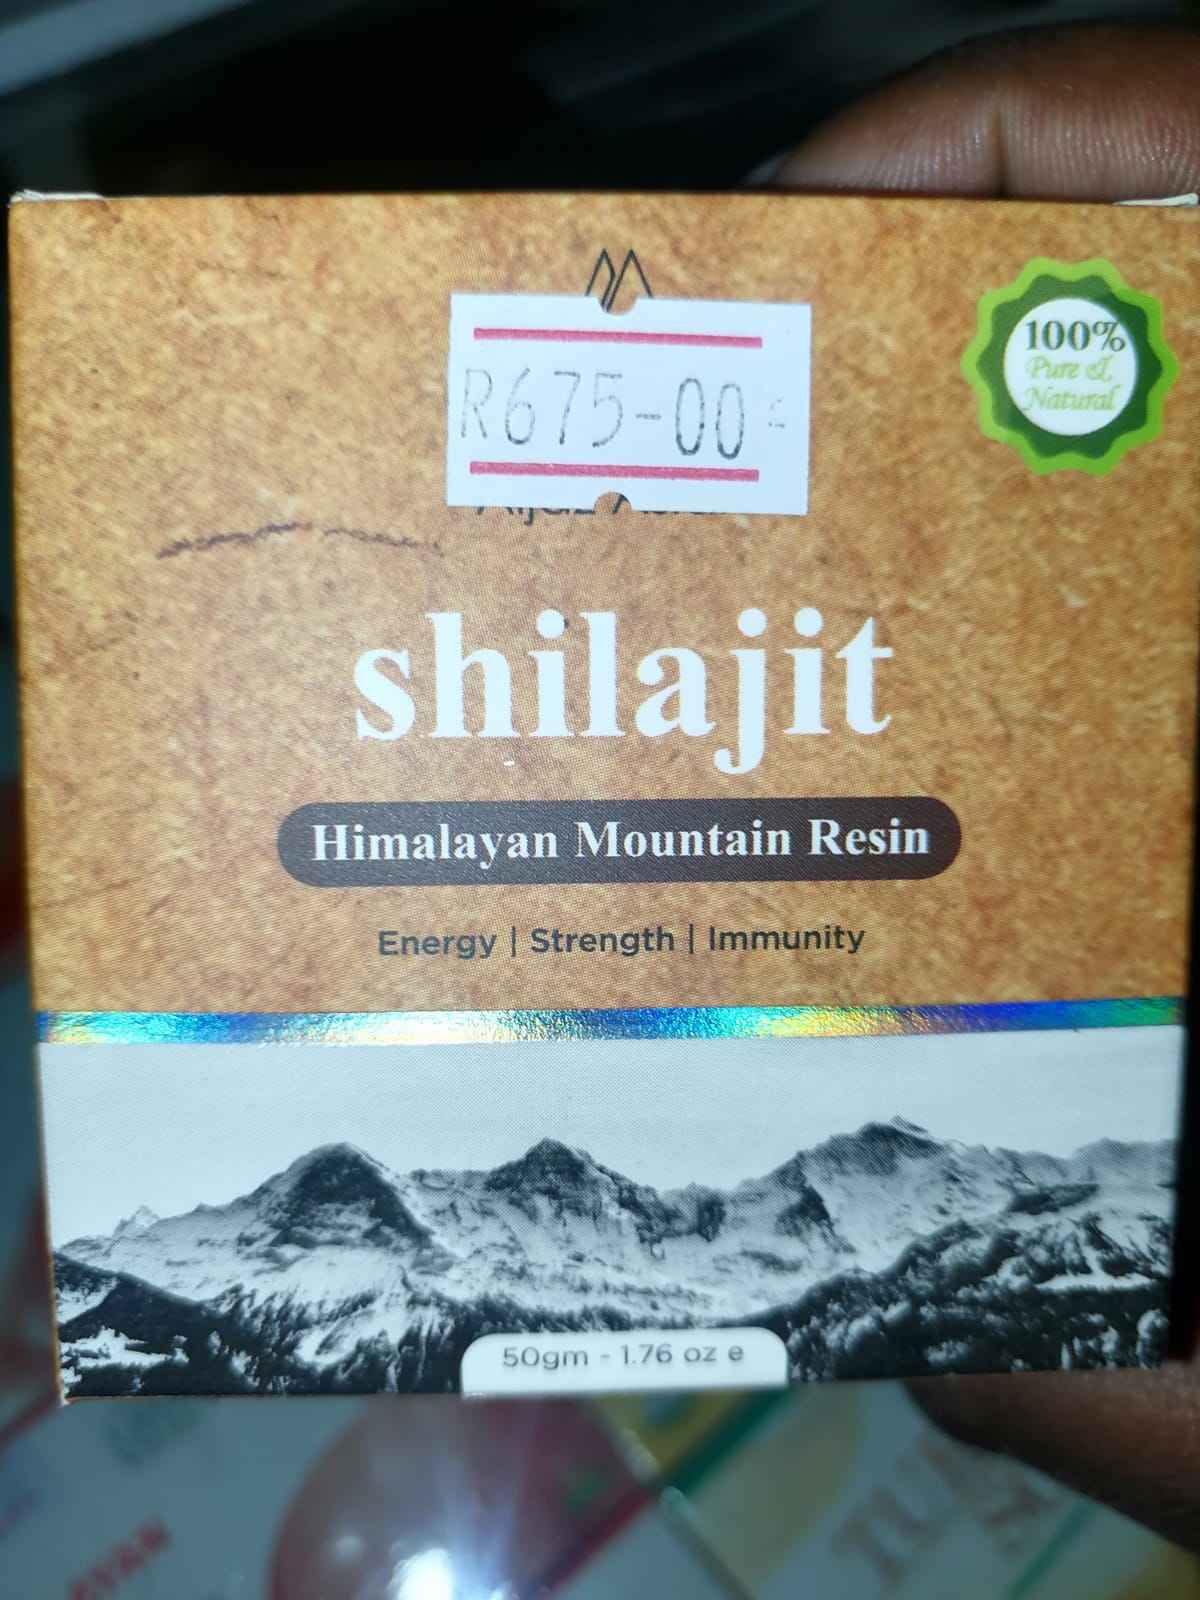 R675-00
100%
Pure &
Natural
shilajit
Himalayan Mountain Resin
Energy | Strength | Immunity
50gm - 1.76 oz e